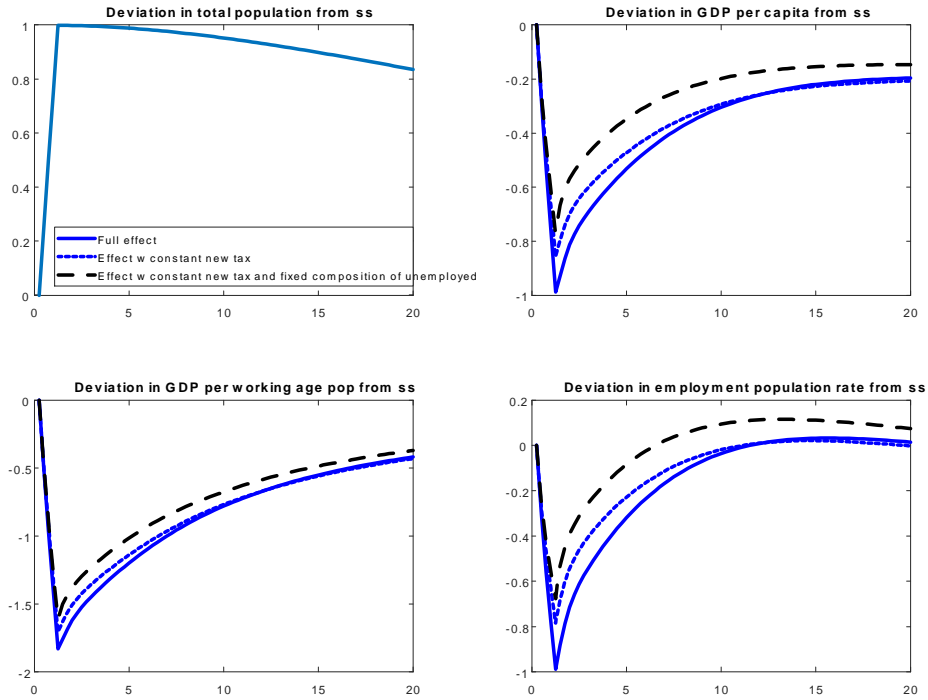 Deviation in total population from ss
1
0.8
0.6
0.4
0.2
0
Full effect
Effect w constant new tax
Effect w constant new tax and fixed composition of unemployed
0 5 10 15 20
Deviation in GDP per capita from ss
0
-0.2
-0.4
-0.6
-0.8
-1
0 5 10 15 20
Deviation in GDP per working age pop from ss
0
-0.5
-1
-1.5
-2
0 5 10 15 20
Deviation in employment population rate from ss
0.2
0
-0.2
-0.4
-0.6
-0.8
-1
0 5 10 15 20